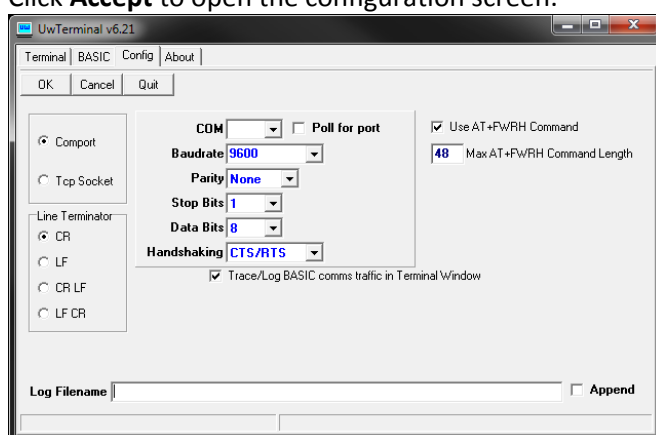 Click Accept to open the configuration screen.
UwTerminal v6.21
Terminal BASIC Config About
OK Cancel Quit
COM Poll for port
Use AT+FWRH Command
Comport
Baudrate 9600
48 Max AT+FWRH Command Length
Tcp Socket
Parity None
Stop Bits 1
Line Terminator
Data Bits 8
CR
Handshaking CTS/RTS
LF
Trace/Log BASIC comms traffic in Terminal Window
CR LF
LF CR
Log Filename
Append